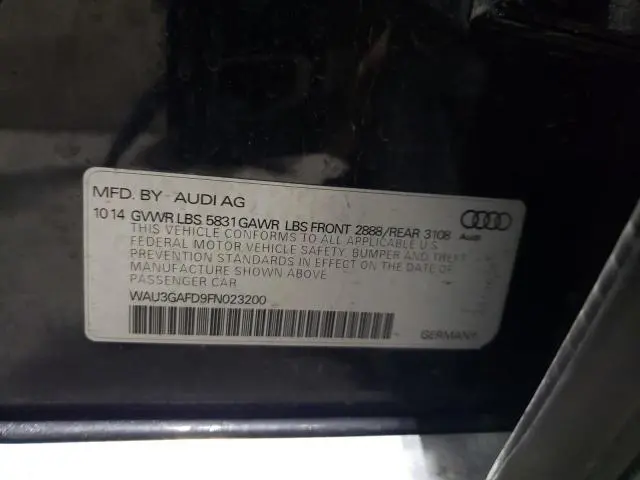 MFD. BY AUDI AG
10 14 GVWR LBS 5831 GAWR LBS FRONT 2888/REAR 3108
THIS VEHICLE CONFORMS TO ALL APPLICABLE U.S.
FEDERAL MOTOR VEHICLE SAFETY, BUMPER AND THEFT
PREVENTION STANDARDS IN EFFECT ON THE DATE OF
MANUFACTURE SHOWN ABOVE
PASSENGER CAR
WAU3GAFD9FN023200
Audi
GERMANY